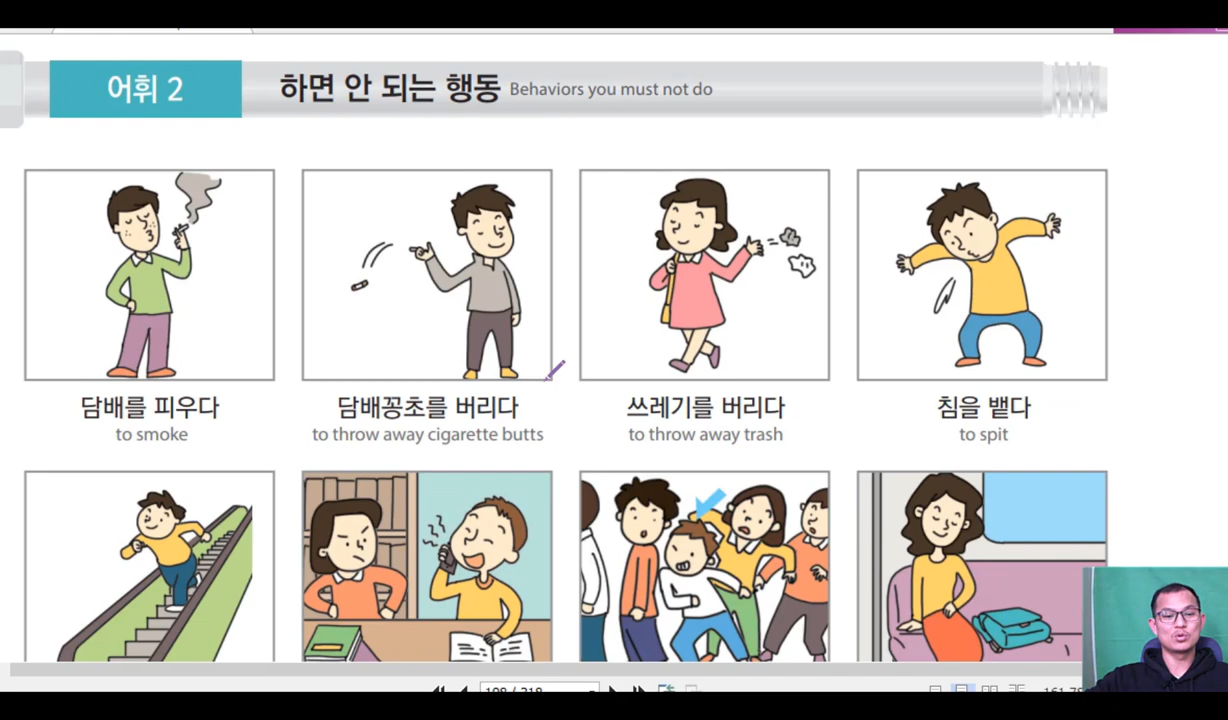 어휘 2
하면 안 되는 행동 Behaviors you must not do
담배를 피우다
to smoke
담배꽁초를 버리다
to throw away cigarette butts
쓰레기를 버리다
to throw away trash
침을 뱉다
to spit